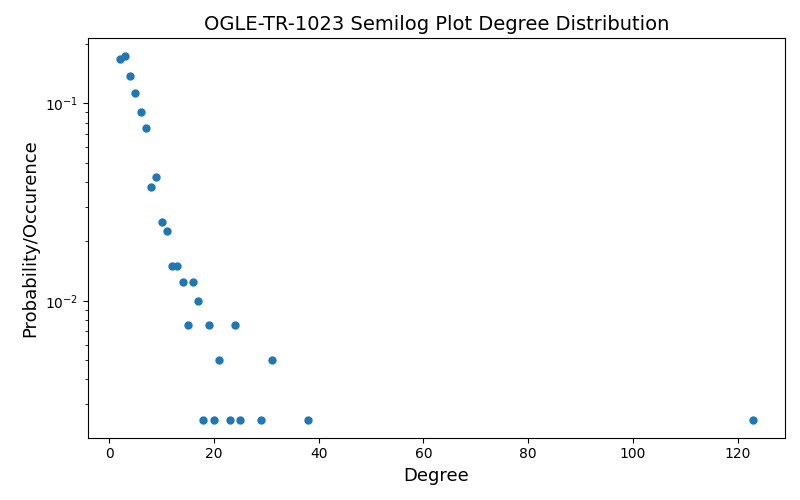 OGLE-TR-1023 Semilog Plot Degree Distribution
10⁻¹
10⁻²
Probability/Occurence
0 20 40 60 80 100 120
Degree